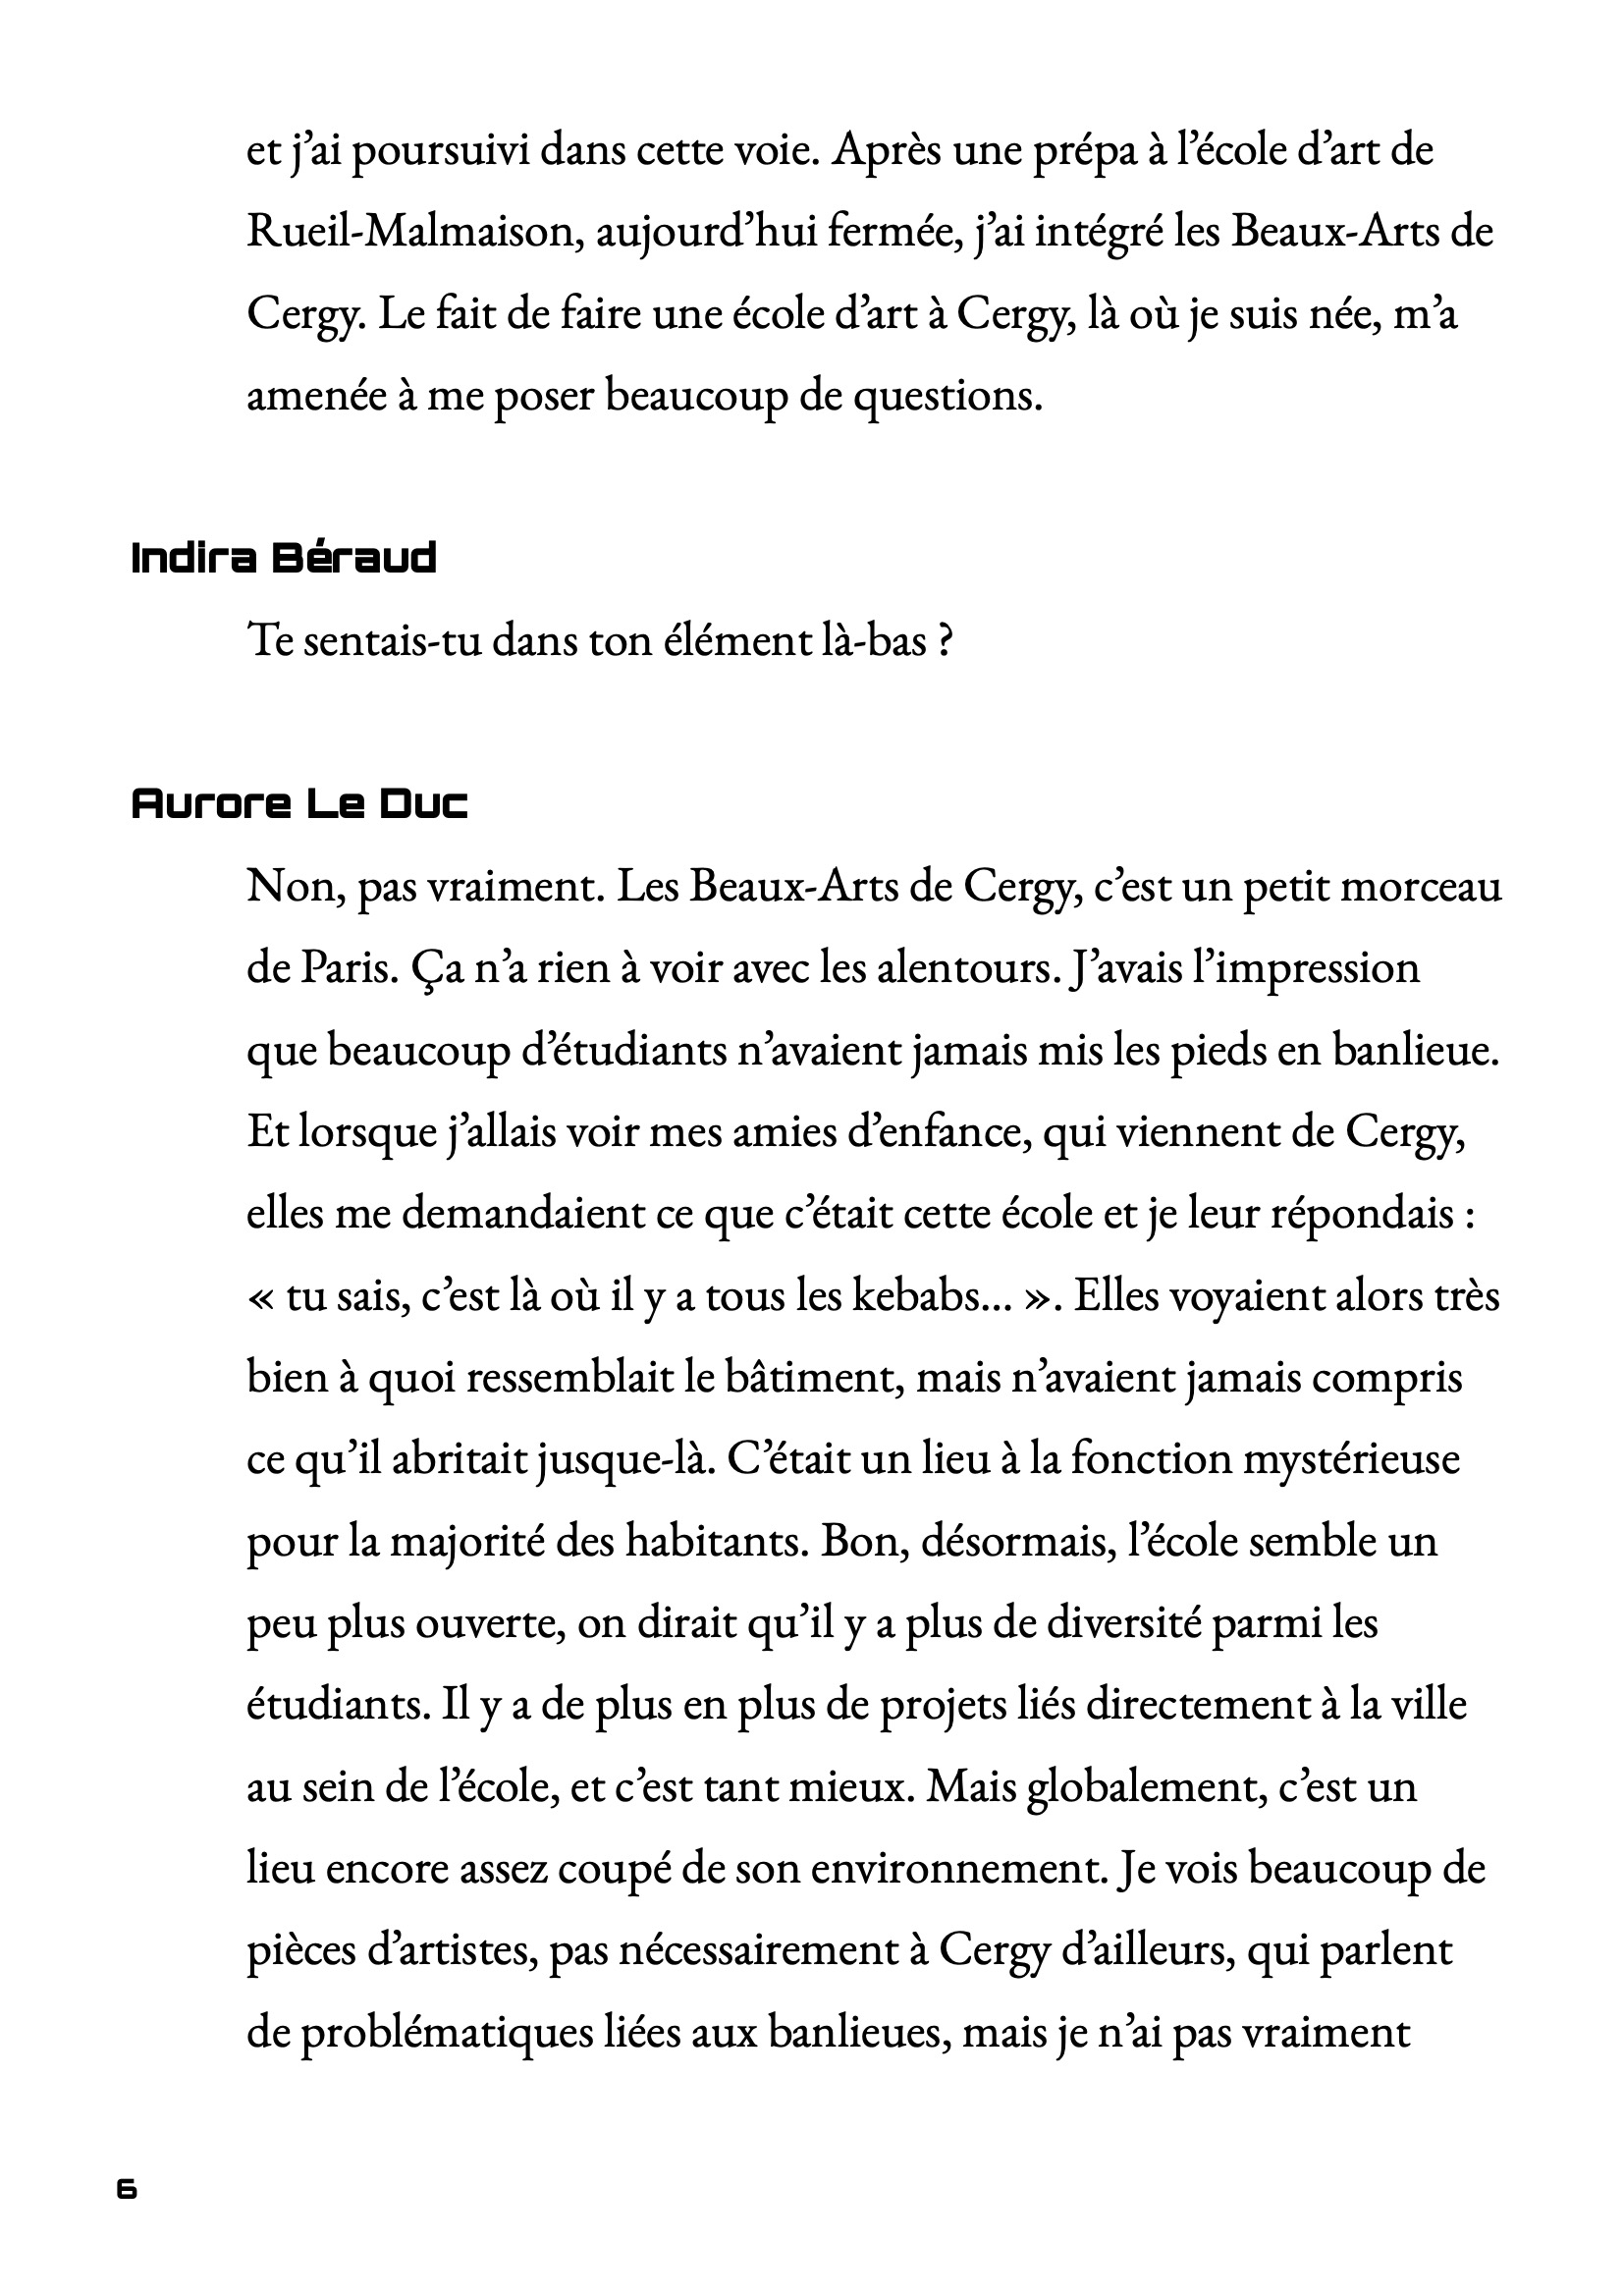 et j’ai poursuivi dans cette voie. Après une prépa à l’école d’art de
Rueil-Malmaison, aujourd’hui fermée, j’ai intégré les Beaux-Arts de
Cergy. Le fait de faire une école d’art à Cergy, là où je suis née, m’a
amenée à me poser beaucoup de questions.
Indira Béraud
Te sentais-tu dans ton élément là-bas ?
Aurore Le Duc
Non, pas vraiment. Les Beaux-Arts de Cergy, c’est un petit morceau
de Paris. Ça n’a rien à voir avec les alentours. J’avais l’impression
que beaucoup d’étudiants n’avaient jamais mis les pieds en banlieue.
Et lorsque j’allais voir mes amies d’enfance, qui viennent de Cergy,
elles me demandaient ce que c’était cette école et je leur répondais :
« tu sais, c’est là où il y a tous les kebabs… ». Elles voyaient alors très
bien à quoi ressemblait le bâtiment, mais n’avaient jamais compris
ce qu’il abritait jusque-là. C’était un lieu à la fonction mystérieuse
pour la majorité des habitants. Bon, désormais, l’école semble un
peu plus ouverte, on dirait qu’il y a plus de diversité parmi les
étudiants. Il y a de plus en plus de projets liés directement à la ville
au sein de l’école, et c’est tant mieux. Mais globalement, c’est un
lieu encore assez coupé de son environnement. Je vois beaucoup de
pièces d’artistes, pas nécessairement à Cergy d’ailleurs, qui parlent
de problématiques liées aux banlieues, mais je n’ai pas vraiment
6